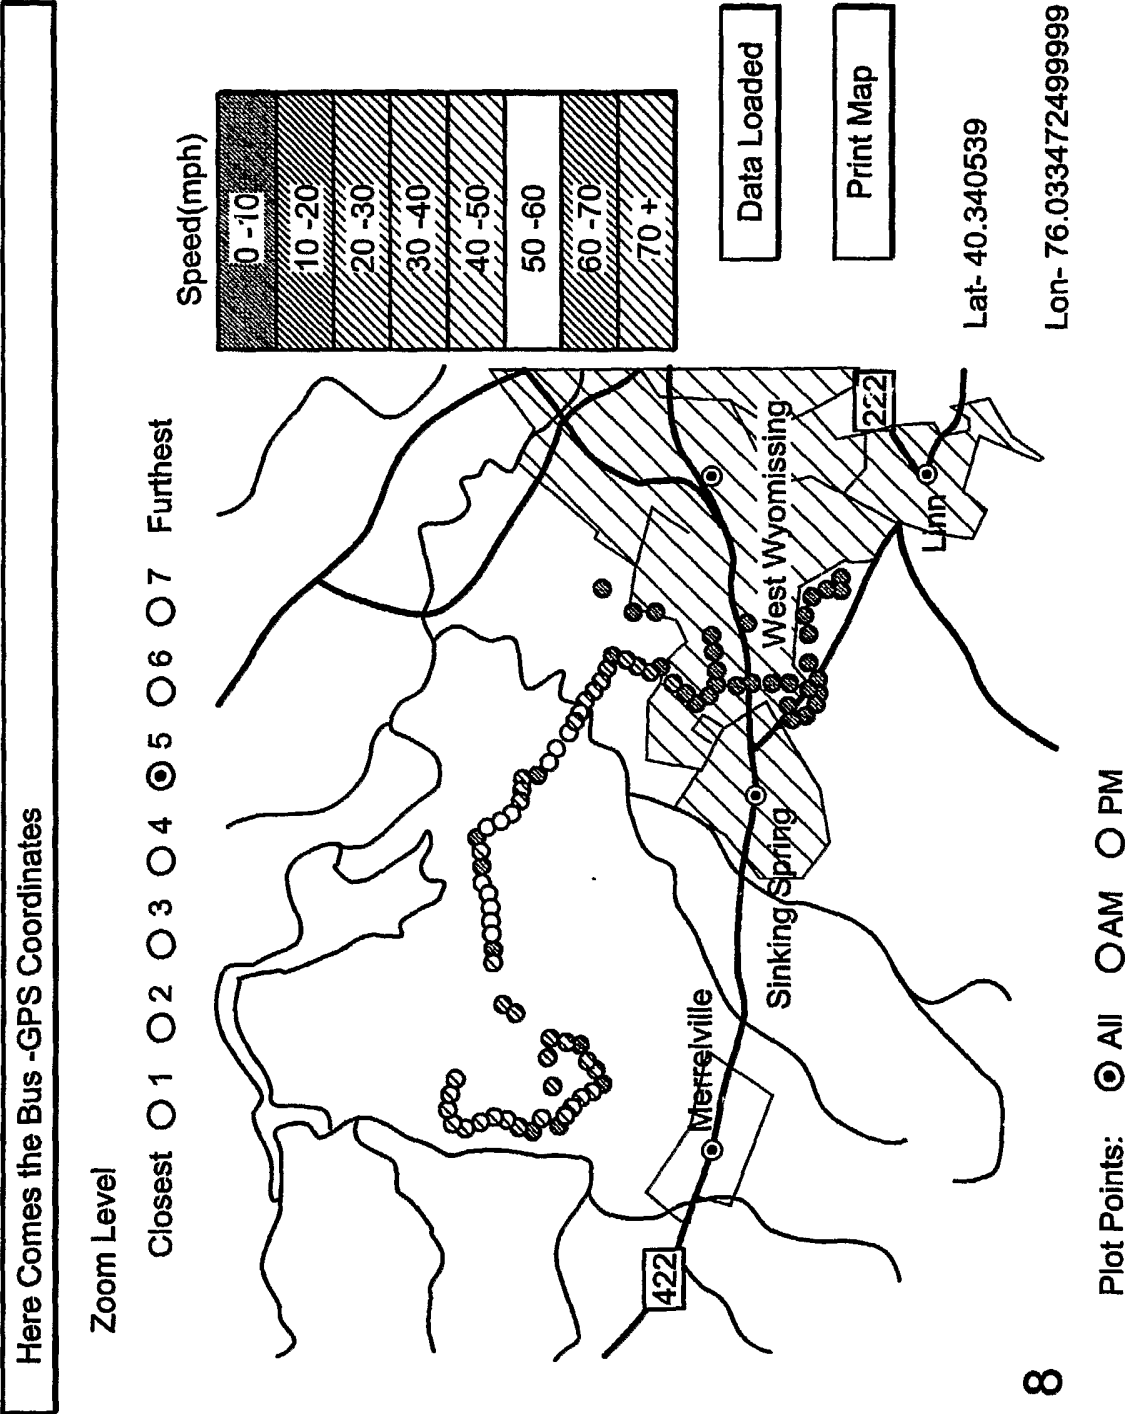 Here Comes the Bus -GPS Coordinates
Zoom Level
Closest 1 2 3 4 5 6 7 Furthest
Speed(mph)
0 -10
10 -20
20 -30
30 -40
40 -50
50 -60
60 -70
70 +
Data Loaded
Print Map
Lat- 40.340539
Lon- 76.03347249999
422
Merrelville
Sinking Spring
West Wyomissing
222
Linn
Plot Points: All AM PM
8